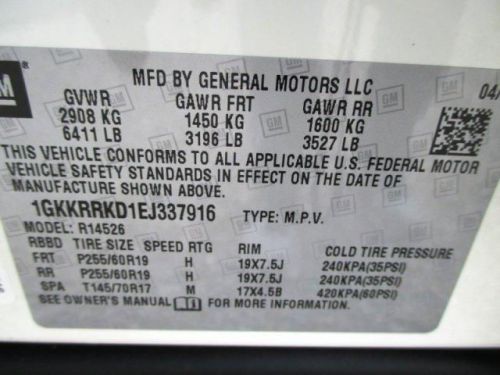 GM
MFD BY GENERAL MOTORS LLC
04/
GVWR GAWR FRT GAWR RR
2908 KG 1450 KG 1600 KG
6411 LB 3196 LB 3527 LB
THIS VEHICLE CONFORMS TO ALL APPLICABLE U.S. FEDERAL MOTOR
VEHICLE SAFETY STANDARDS IN EFFECT ON THE DATE OF
MANUFACTURE SHOWN ABOVE.
1GKKRRKD1EJ337916 TYPE: M.P.V.
MODEL: R14526
RBBD TIRE SIZE SPEED RTG RIM COLD TIRE PRESSURE
FRT P255/60R19 H 19X7.5J 240KPA(35PSI)
RR P255/60R19 H 19X7.5J 240KPA(35PSI)
SPA T145/70R17 M 17X4.5B 420KPA(60PSI)
SEE OWNER'S MANUAL FOR MORE INFORMATION.